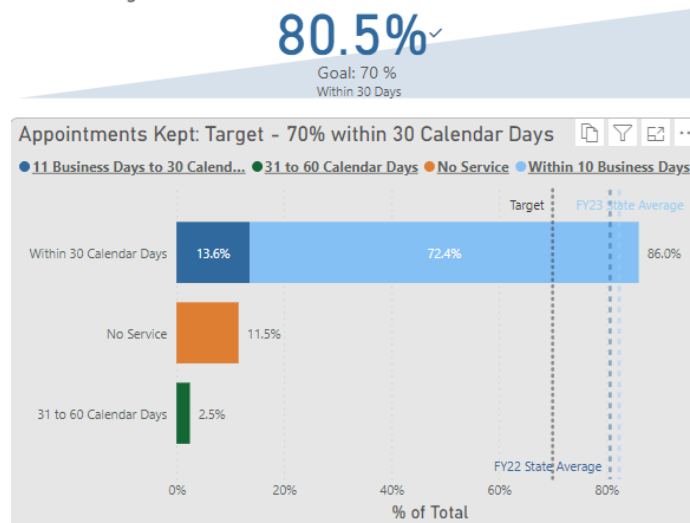 80.5%
Goal: 70 %
Within 30 Days
Appointments Kept: Target - 70% within 30 Calendar Days
11 Business Days to 30 Calend... 31 to 60 Calendar Days No Service Within 10 Business Days
Target FY23 State Average
Within 30 Calendar Days 13.6% 72.4% 86.0%
No Service 11.5%
31 to 60 Calendar Days 2.5%
FY22 State Average
0% 20% 40% 60% 80%
% of Total